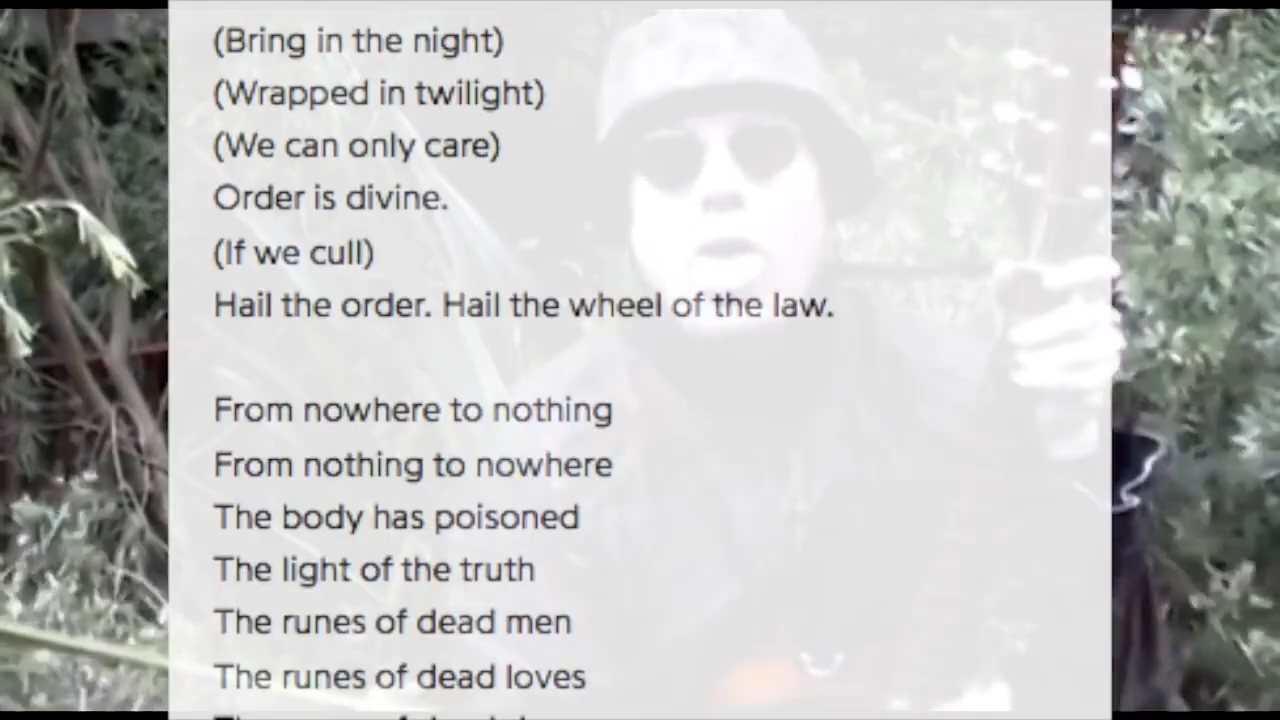 (Bring in the night)
(Wrapped in twilight)
(We can only care)
Order is divine.
(If we cull)
Hail the order. Hail the wheel of the law.
From nowhere to nothing
From nothing to nowhere
The body has poisoned
The light of the truth
The runes of dead men
The runes of dead loves